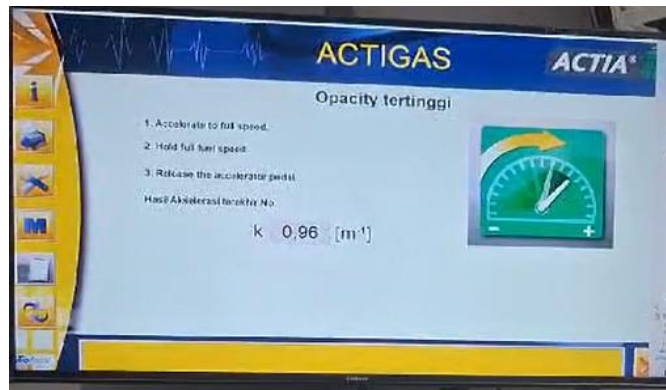 ACTIGAS
ACTIA®
Opacity tertinggi
1. Accelerate to full speed.
2. Hold full fuel speed.
3. Release the accelerator pedal.
Hasil Akselerasi terakhir No
k 0,96 [m⁻¹]
i
M
- +